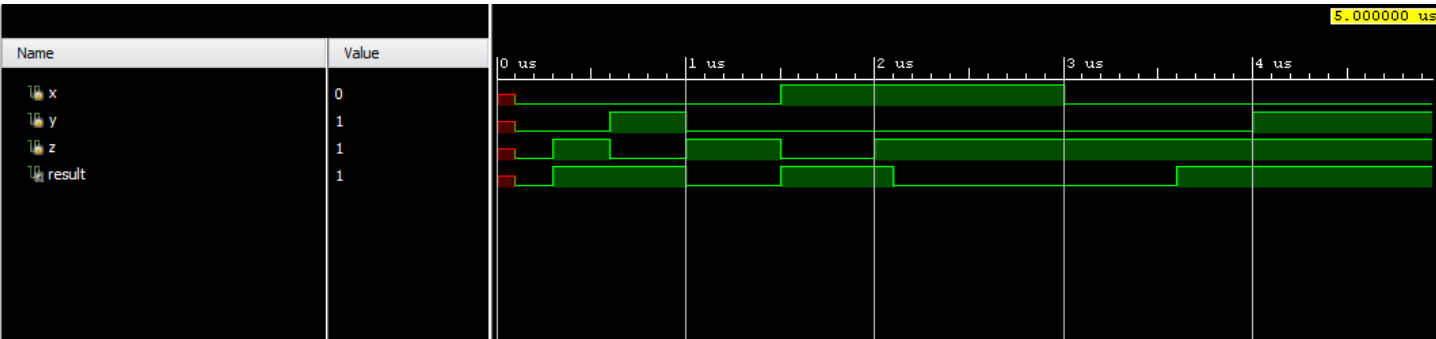 5.000000 us
Name Value
0 us 1 us 2 us 3 us 4 us
x 0
y 1
z 1
result 1